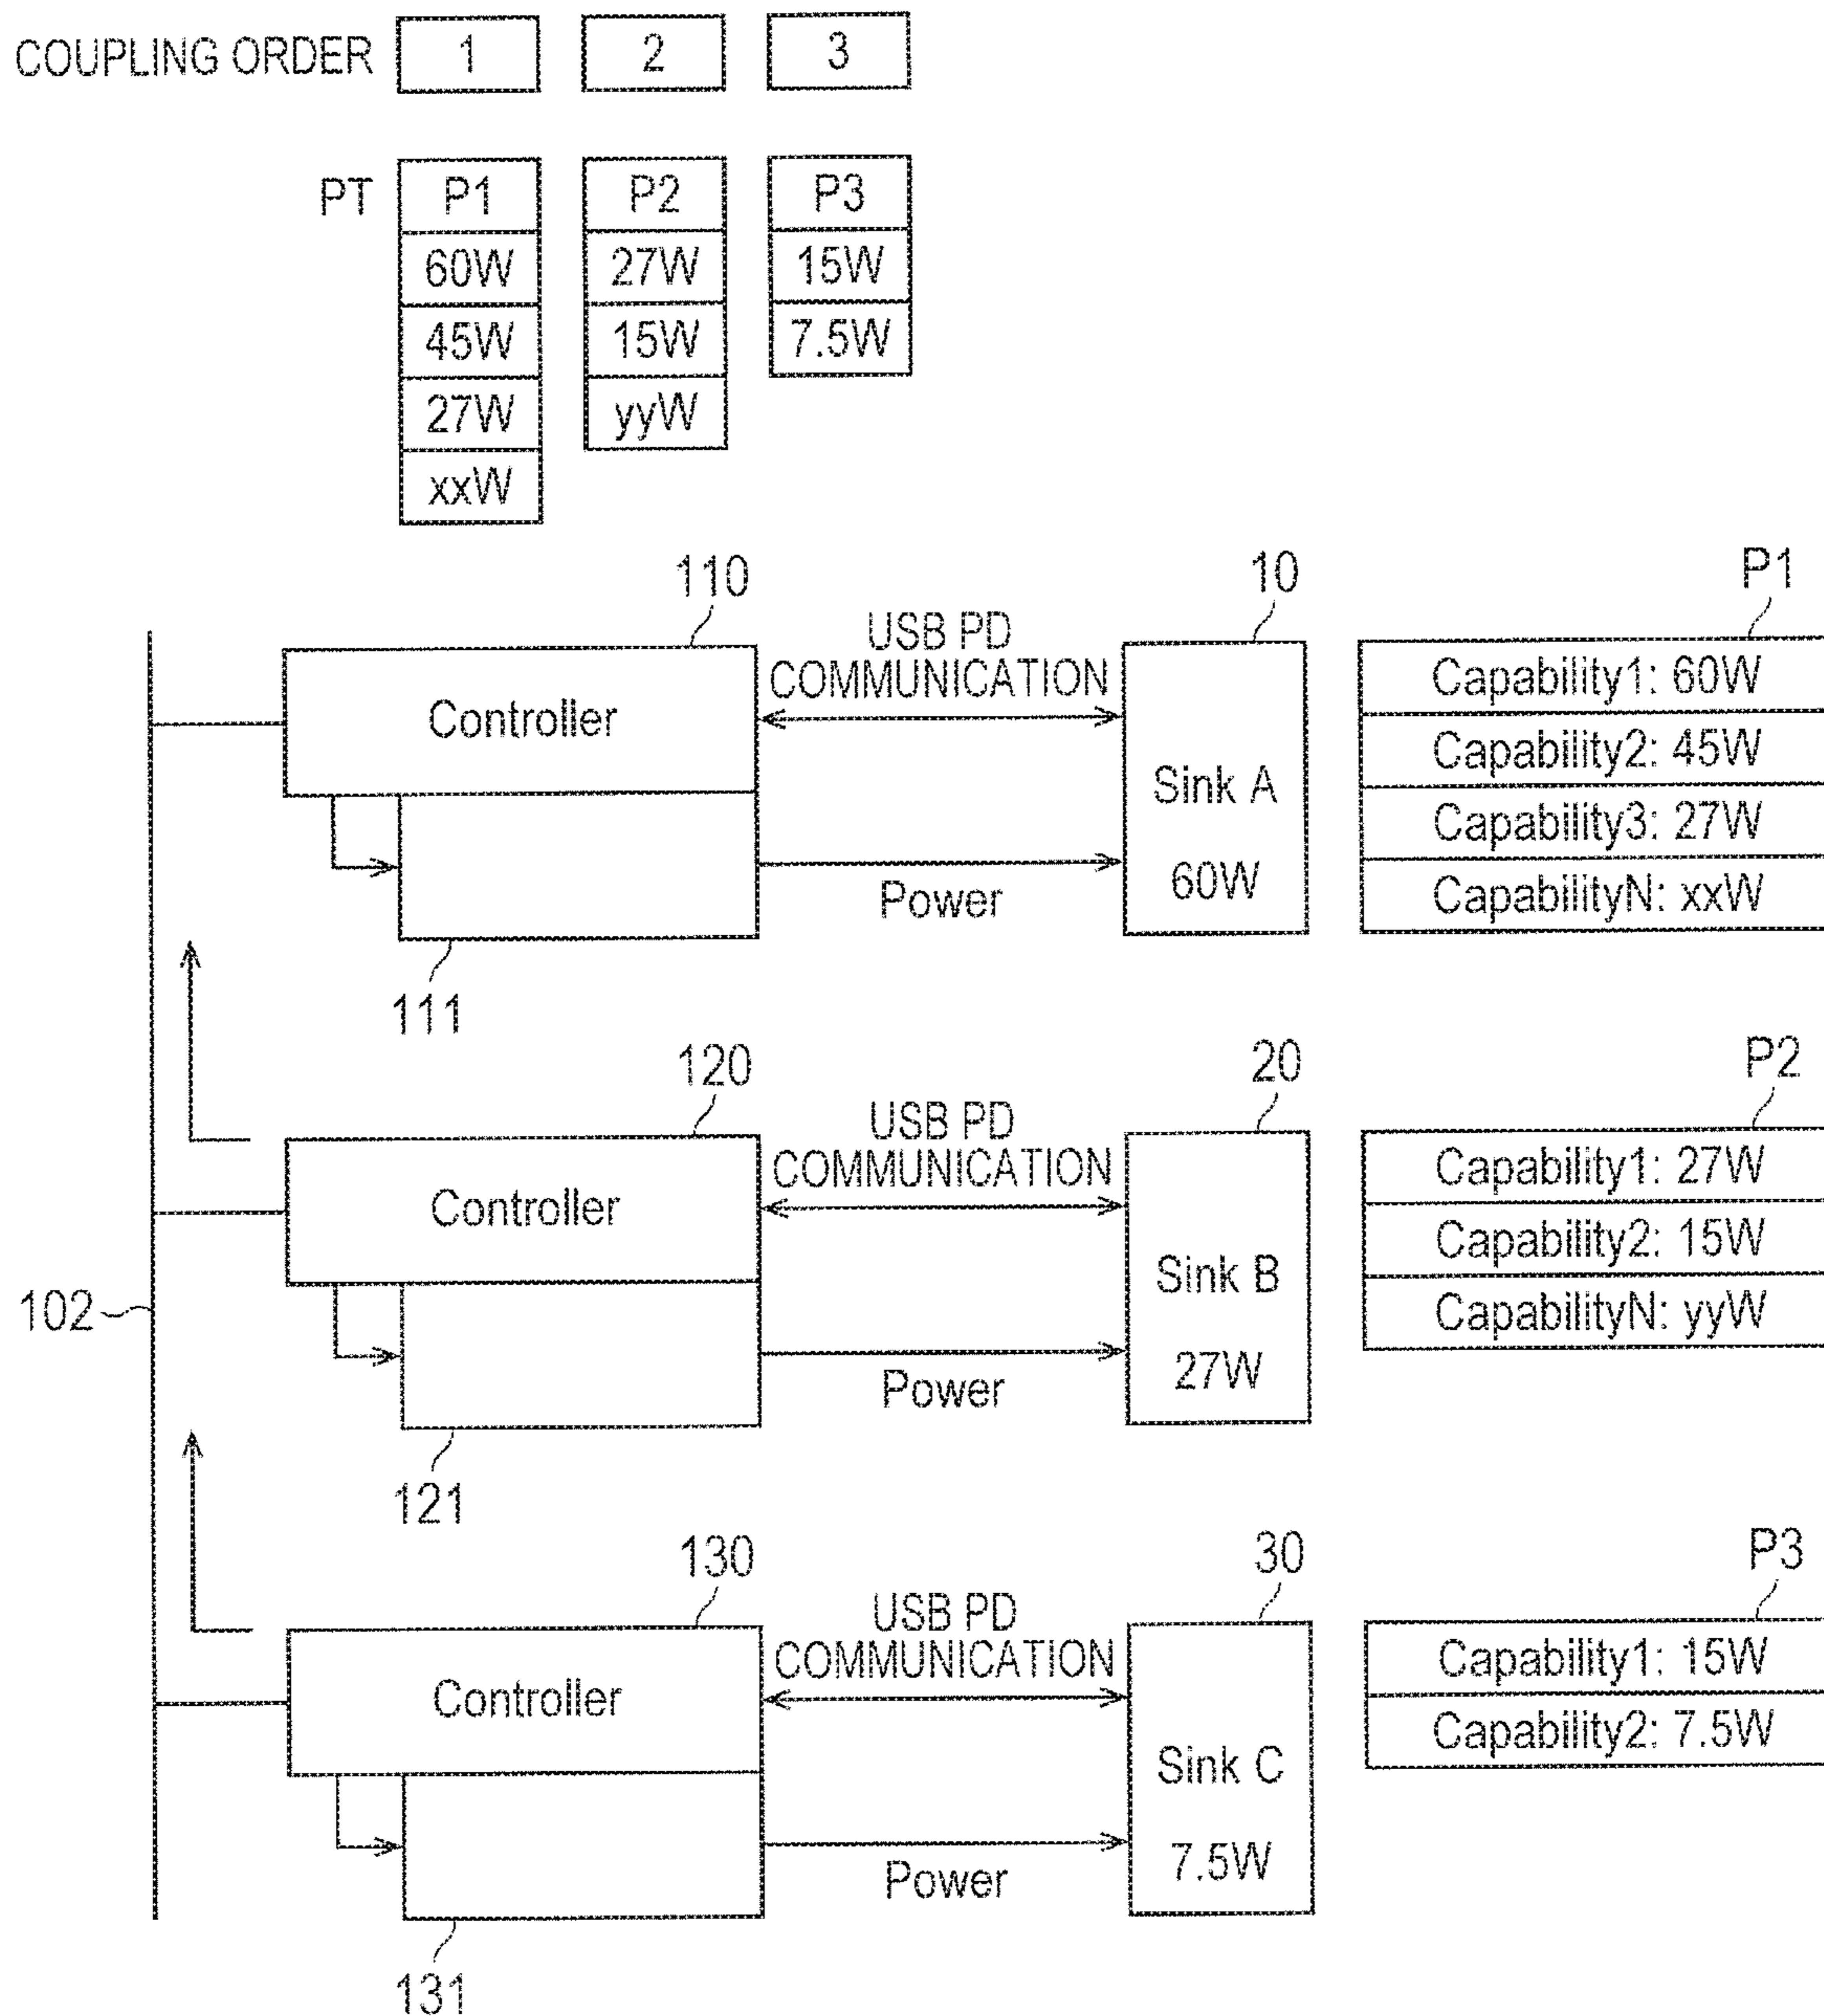 COUPLING ORDER 1 2 3
PT P1 P2 P3
60W 27W 15W
45W 15W 7.5W
27W yyW
xxW
110 10 P1
USB PD
COMMUNICATION
Controller
Sink A
60W
Power
111
Capability1: 60W
Capability2: 45W
Capability3: 27W
CapabilityN: xxW
120 20 P2
USB PD
COMMUNICATION
Controller
Sink B
27W
Power
121
Capability1: 27W
Capability2: 15W
CapabilityN: yyW
102
130 30 P3
USB PD
COMMUNICATION
Controller
Sink C
7.5W
Power
131
Capability1: 15W
Capability2: 7.5W